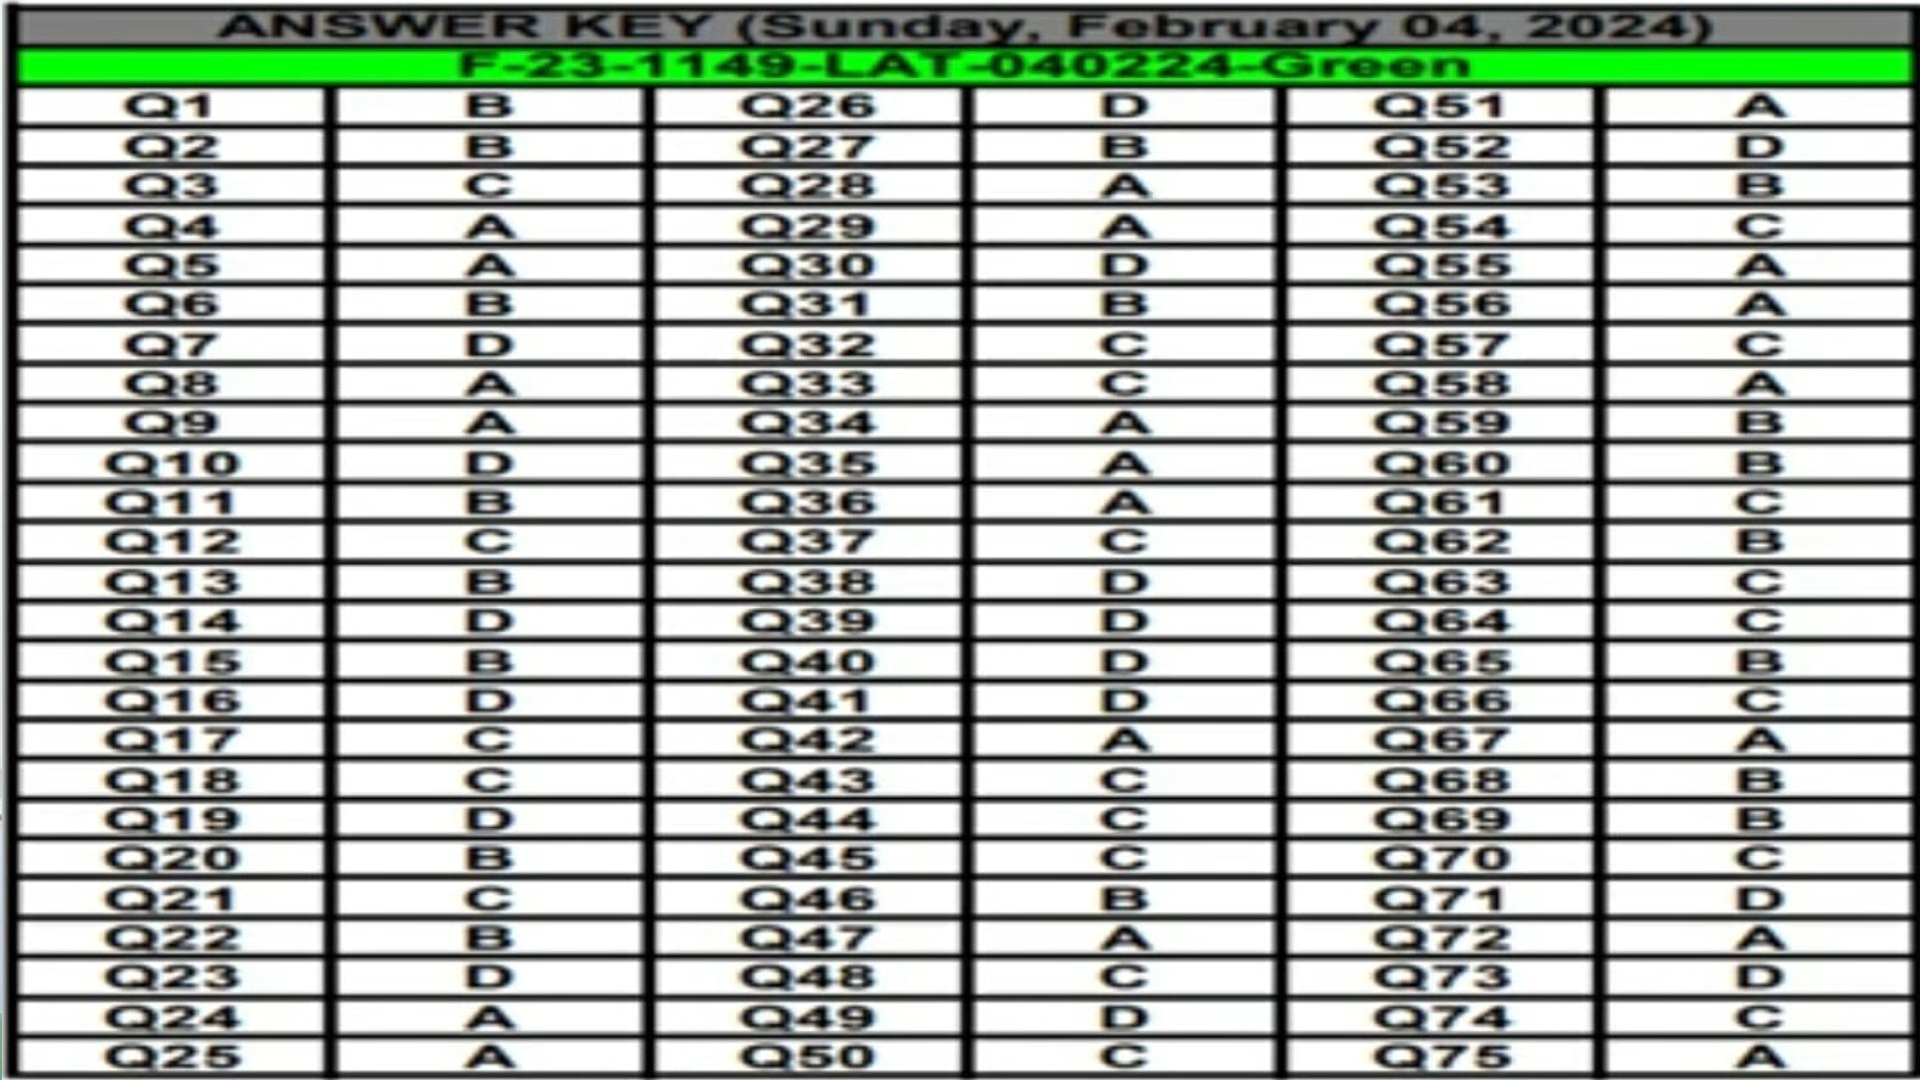 ANSWER KEY (Sunday, February 04, 2024)
F-23-1149-LAT-040224-Green
Q1 B Q26 D Q51 A
Q2 B Q27 B Q52 D
Q3 C Q28 A Q53 B
Q4 A Q29 A Q54 C
Q5 A Q30 D Q55 A
Q6 B Q31 B Q56 A
Q7 D Q32 C Q57 C
Q8 A Q33 C Q58 A
Q9 A Q34 A Q59 B
Q10 D Q35 A Q60 B
Q11 B Q36 A Q61 C
Q12 C Q37 C Q62 B
Q13 B Q38 D Q63 C
Q14 D Q39 D Q64 C
Q15 B Q40 D Q65 B
Q16 D Q41 D Q66 C
Q17 C Q42 A Q67 A
Q18 C Q43 C Q68 B
Q19 D Q44 C Q69 B
Q20 B Q45 C Q70 C
Q21 C Q46 B Q71 D
Q22 B Q47 A Q72 A
Q23 D Q48 C Q73 D
Q24 A Q49 D Q74 C
Q25 A Q50 C Q75 A